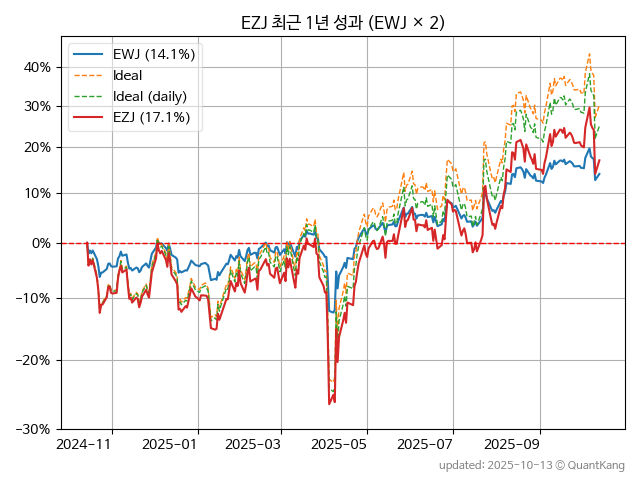 EZJ 최근 1년 성과 (EWJ × 2)
EWJ (14.1%)
Ideal
Ideal (daily)
EZJ (17.1%)
40%
30%
20%
10%
0%
-10%
-20%
-30%
2024-11 2025-01 2025-03 2025-05 2025-07 2025-09
updated: 2025-10-13 © QuantKang